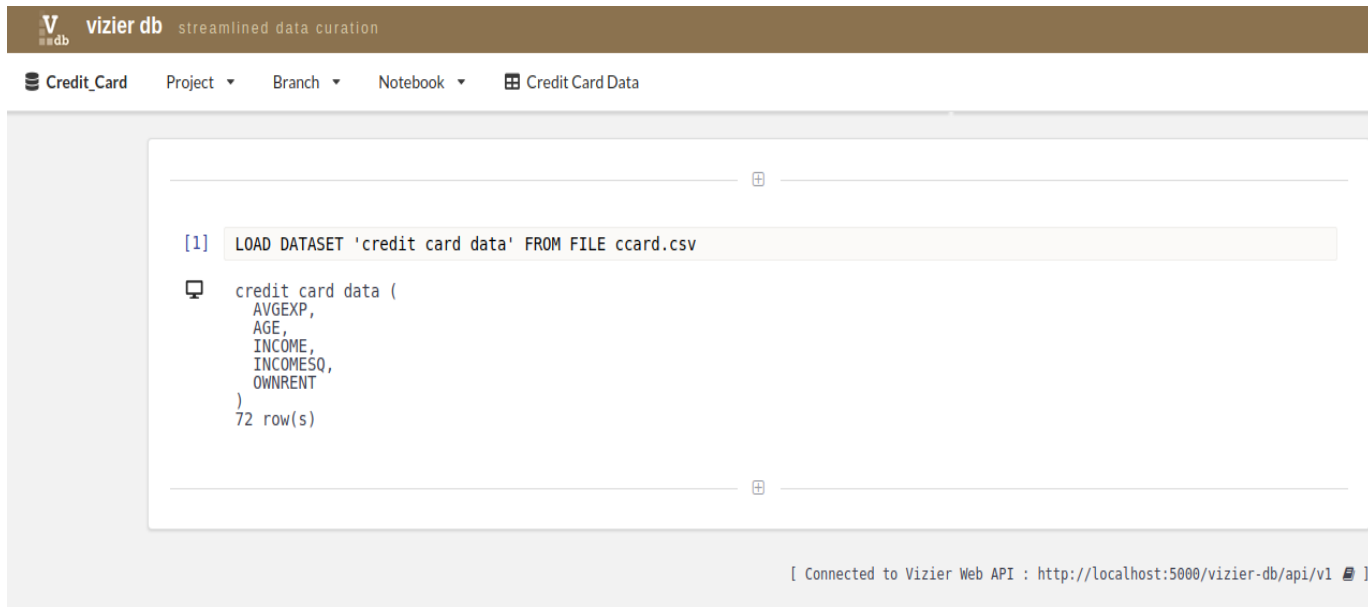 V db vizier db streamlined data curation
Credit_Card Project Branch Notebook Credit Card Data
[1] LOAD DATASET 'credit card data' FROM FILE ccard.csv
credit card data (
AVGEXP,
AGE,
INCOME,
INCOMESQ,
OWNRENT
)
72 row(s)
[ Connected to Vizier Web API : http://localhost:5000/vizier-db/api/v1 ]